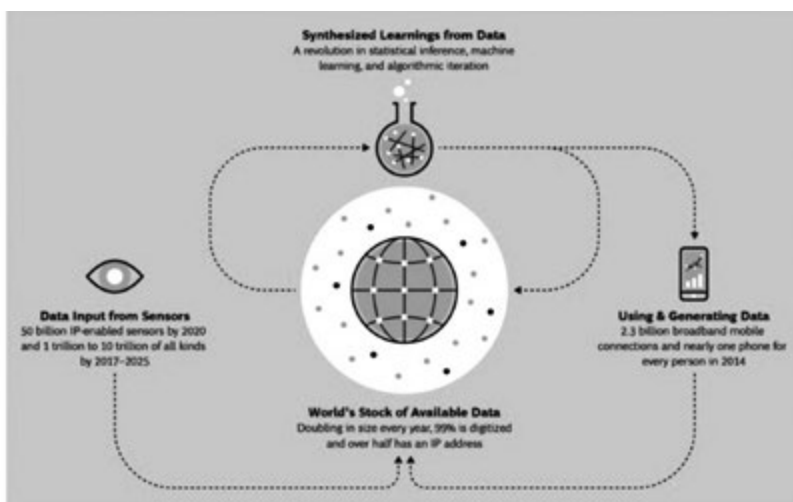 Synthesized Learnings from Data
A revolution in statistical inference, machine
learning, and algorithmic iteration
Data Input from Sensors
50 billion IP-enabled sensors by 2020
and 1 trillion to 10 trillion of all kinds
by 2017–2025
Using & Generating Data
2.3 billion broadband mobile
connections and nearly one phone for
every person in 2014
World's Stock of Available Data
Doubling in size every year, 99% is digitized
and over half has an IP address